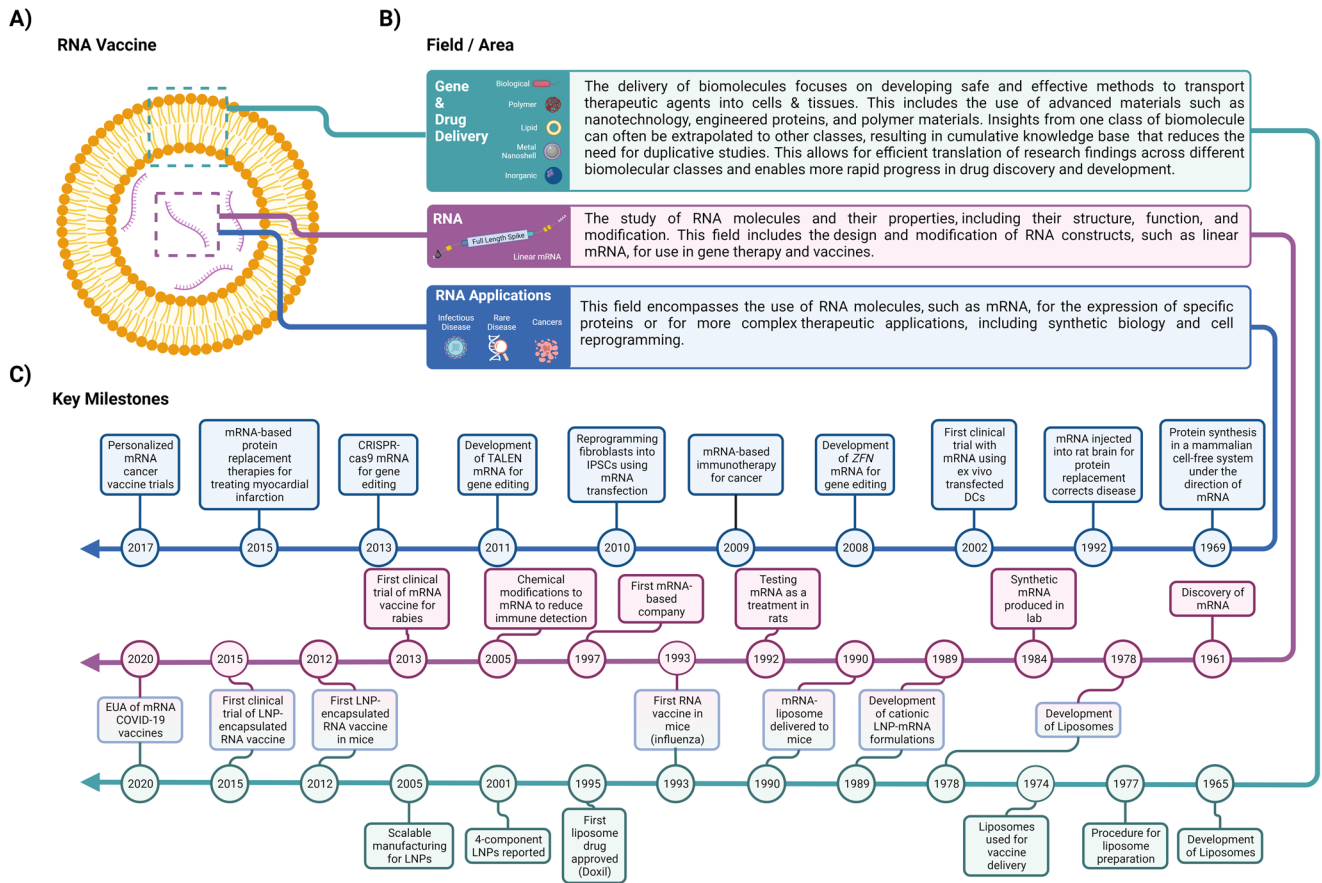 A)
RNA Vaccine
B)
Field / Area
Gene
&
Drug
Delivery
Biological
Polymer
Lipid
Metal
Nanoshell
Inorganic
The delivery of biomolecules focuses on developing safe and effective methods to transport
therapeutic agents into cells & tissues. This includes the use of advanced materials such as
nanotechnology, engineered proteins, and polymer materials. Insights from one class of biomolecule
can often be extrapolated to other classes, resulting in cumulative knowledge base that reduces the
need for duplicative studies. This allows for efficient translation of research findings across different
biomolecular classes and enables more rapid progress in drug discovery and development.
RNA
Full Length Spike
Linear mRNA
The study of RNA molecules and their properties, including their structure, function, and
modification. This field includes the design and modification of RNA constructs, such as linear
mRNA, for use in gene therapy and vaccines.
RNA Applications
Infectious
Disease
Rare
Disease
Cancers
This field encompasses the use of RNA molecules, such as mRNA, for the expression of specific
proteins or for more complex therapeutic applications, including synthetic biology and cell
reprogramming.
C)
Key Milestones
Personalized
mRNA
cancer
vaccine trials
mRNA-based
protein
replacement
therapies for
treating myocardial
infarction
CRISPR-
cas9 mRNA
for gene
editing
Development
of TALEN
mRNA for
gene editing
Reprogramming
fibroblasts into
IPSCs using
mRNA
transfection
mRNA-based
immunotherapy
for cancer
Development
of ZFN
mRNA for
gene editing
First clinical
trial with
mRNA using
ex vivo
transfected
DCs
mRNA injected
into rat brain for
protein
replacement
corrects disease
Protein synthesis
in a mammalian
cell-free system
under the
direction of
mRNA
2017
2015
2013
2011
2010
2009
2008
2002
1992
1969
First clinical
trial of mRNA
vaccine for
rabies
Chemical
modifications to
mRNA to reduce
immune detection
First mRNA-
based
company
Testing
mRNA as a
treatment in
rats
Synthetic
mRNA
produced in
lab
Discovery of
mRNA
2020
2015
2012
2013
2005
1997
1993
1992
1990
1989
1984
1978
1961
EUA of mRNA
COVID-19
vaccines
First clinical
trial of LNP-
encapsulated
RNA vaccine
First LNP-
encapsulated
RNA vaccine
in mice
First RNA
vaccine in
mice
(influenza)
mRNA-
liposome
delivered to
mice
Development
of cationic
LNP-mRNA
formulations
Development
of Liposomes
2020
2015
2012
2005
2001
1995
1993
1990
1989
1978
1974
1977
1965
Scalable
manufacturing
for LNPs
4-component
LNPs reported
First
liposome
drug
approved
(Doxil)
Liposomes
used for
vaccine
delivery
Procedure for
liposome
preparation
Development
of Liposomes